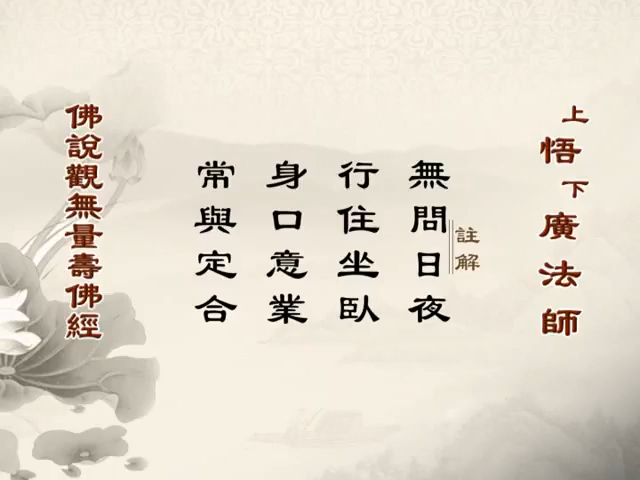 上悟下廣法師
註解
無問日夜
行住坐臥
身口意業
常與定合
佛說觀無量壽佛經